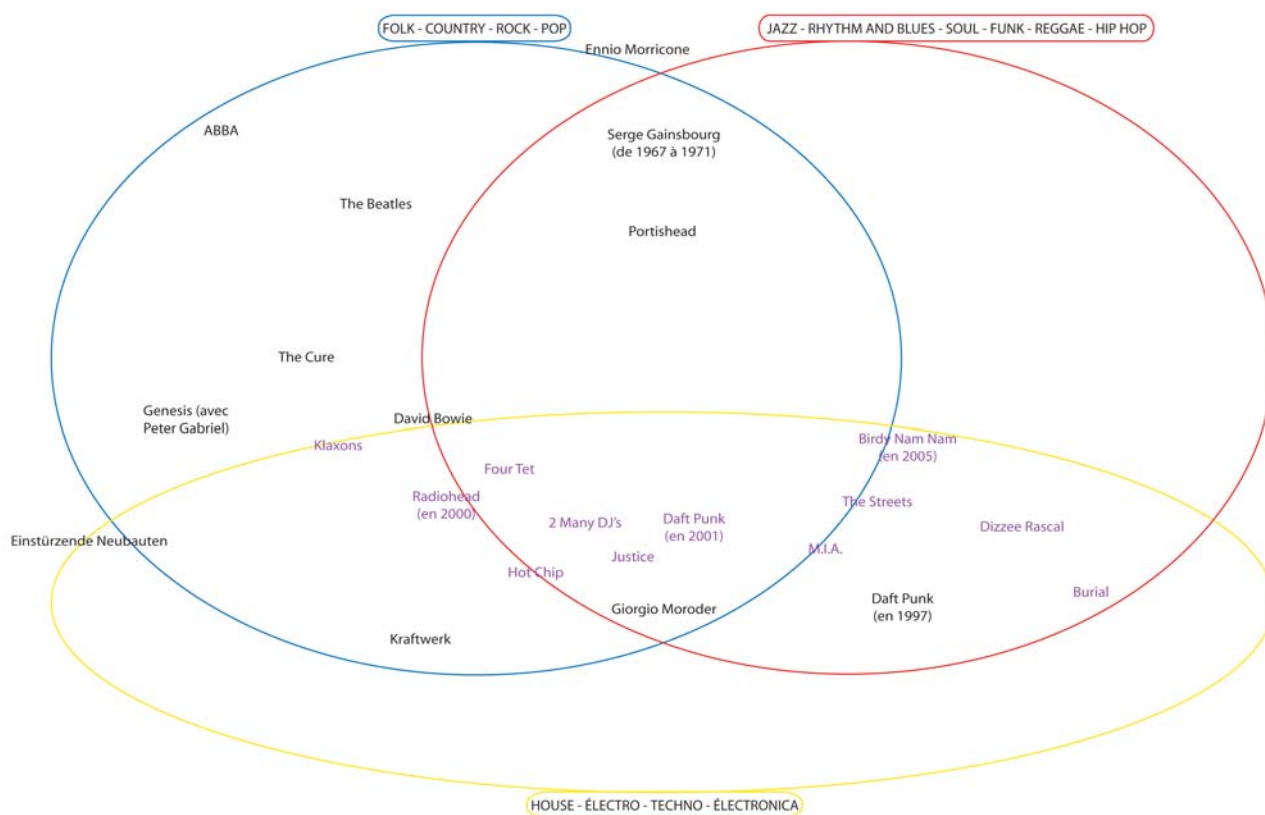 FOLK - COUNTRY - ROCK - POP
JAZZ - RHYTHM AND BLUES - SOUL - FUNK - REGGAE - HIP HOP
Ennio Morricone
ABBA
Serge Gainsbourg
(de 1967 à 1971)
The Beatles
Portishead
The Cure
Genesis (avec
Peter Gabriel)
David Bowie
Klaxons
Birdy Nam Nam
(en 2005)
Four Tet
Radiohead
(en 2000)
The Streets
2 Many DJ's
Daft Punk
(en 2001)
Dizzee Rascal
Einstürzende Neubauten
Justice
M.I.A.
Hot Chip
Burial
Giorgio Moroder
Daft Punk
(en 1997)
Kraftwerk
HOUSE - ÉLECTRO - TECHNO - ÉLECTRONICA